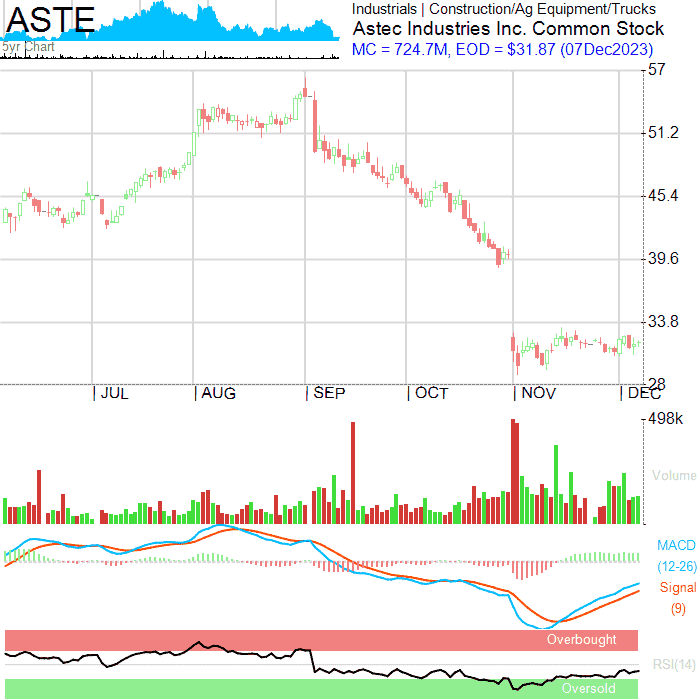 ASTE
5yr Chart
Industrials | Construction/Ag Equipment/Trucks
Astec Industries Inc. Common Stock
MC = 724.7M, EOD = $31.87 (07Dec2023)
57
51.2
45.4
39.6
33.8
28
JUL AUG SEP OCT NOV DEC
498k
Volume
MACD
(12-26)
Signal
(9)
Overbought
RSI(14)
Oversold